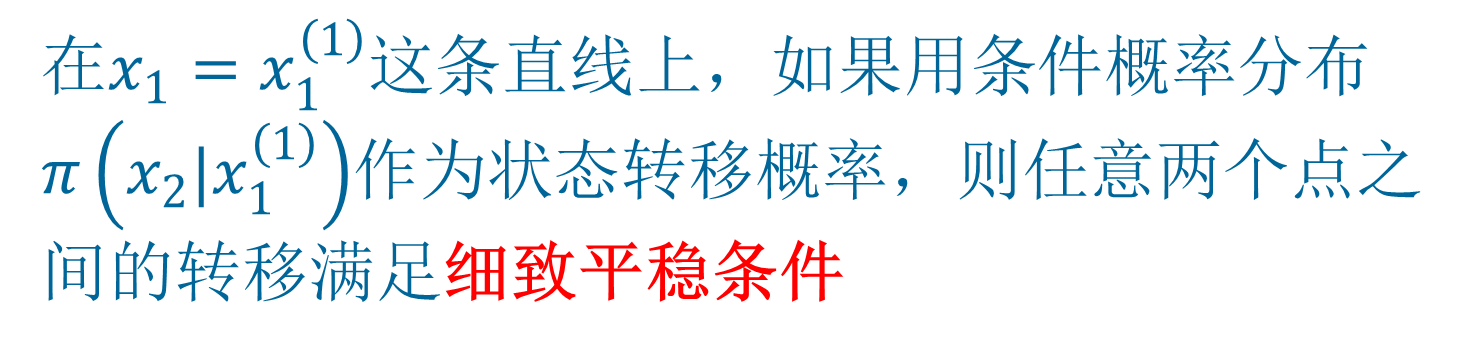 在𝑥₁ = 𝑥₁⁽¹⁾这条直线上，如果用条件概率分布
𝜋(𝑥₂|𝑥₁⁽¹⁾)作为状态转移概率，则任意两个点之
间的转移满足细致平稳条件